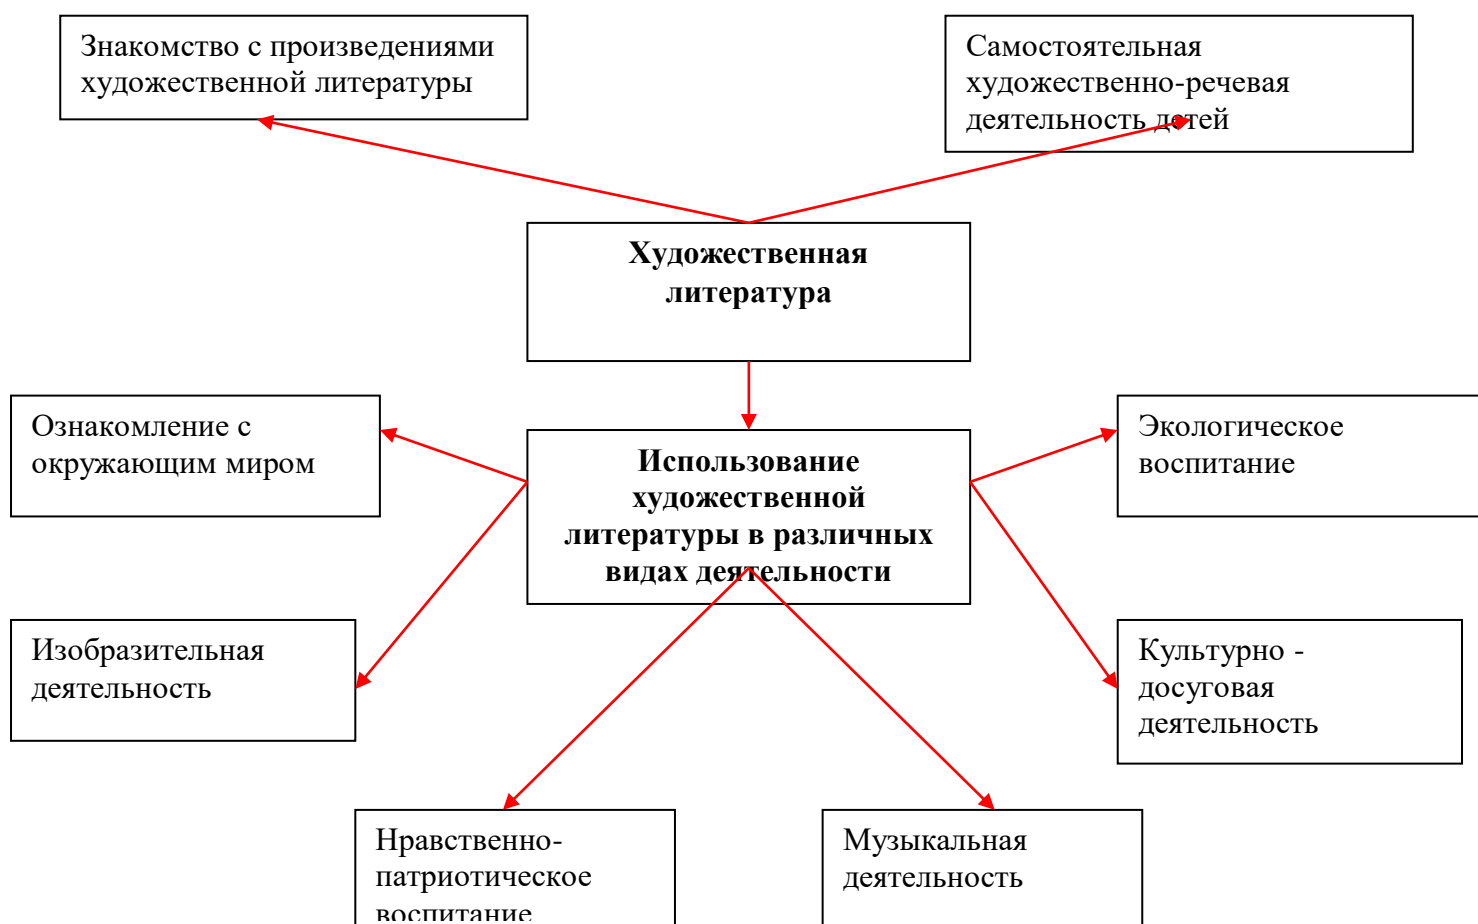 Знакомство с произведениями
художественной литературы
Самостоятельная
художественно-речевая
деятельность детей
Художественная
литература
Ознакомление с
окружающим миром
Использование
художественной
литературы в различных
видах деятельности
Экологическое
воспитание
Изобразительная
деятельность
Культурно -
досуговая
деятельность
Нравственно-
патриотическое
воспитание
Музыкальная
деятельность